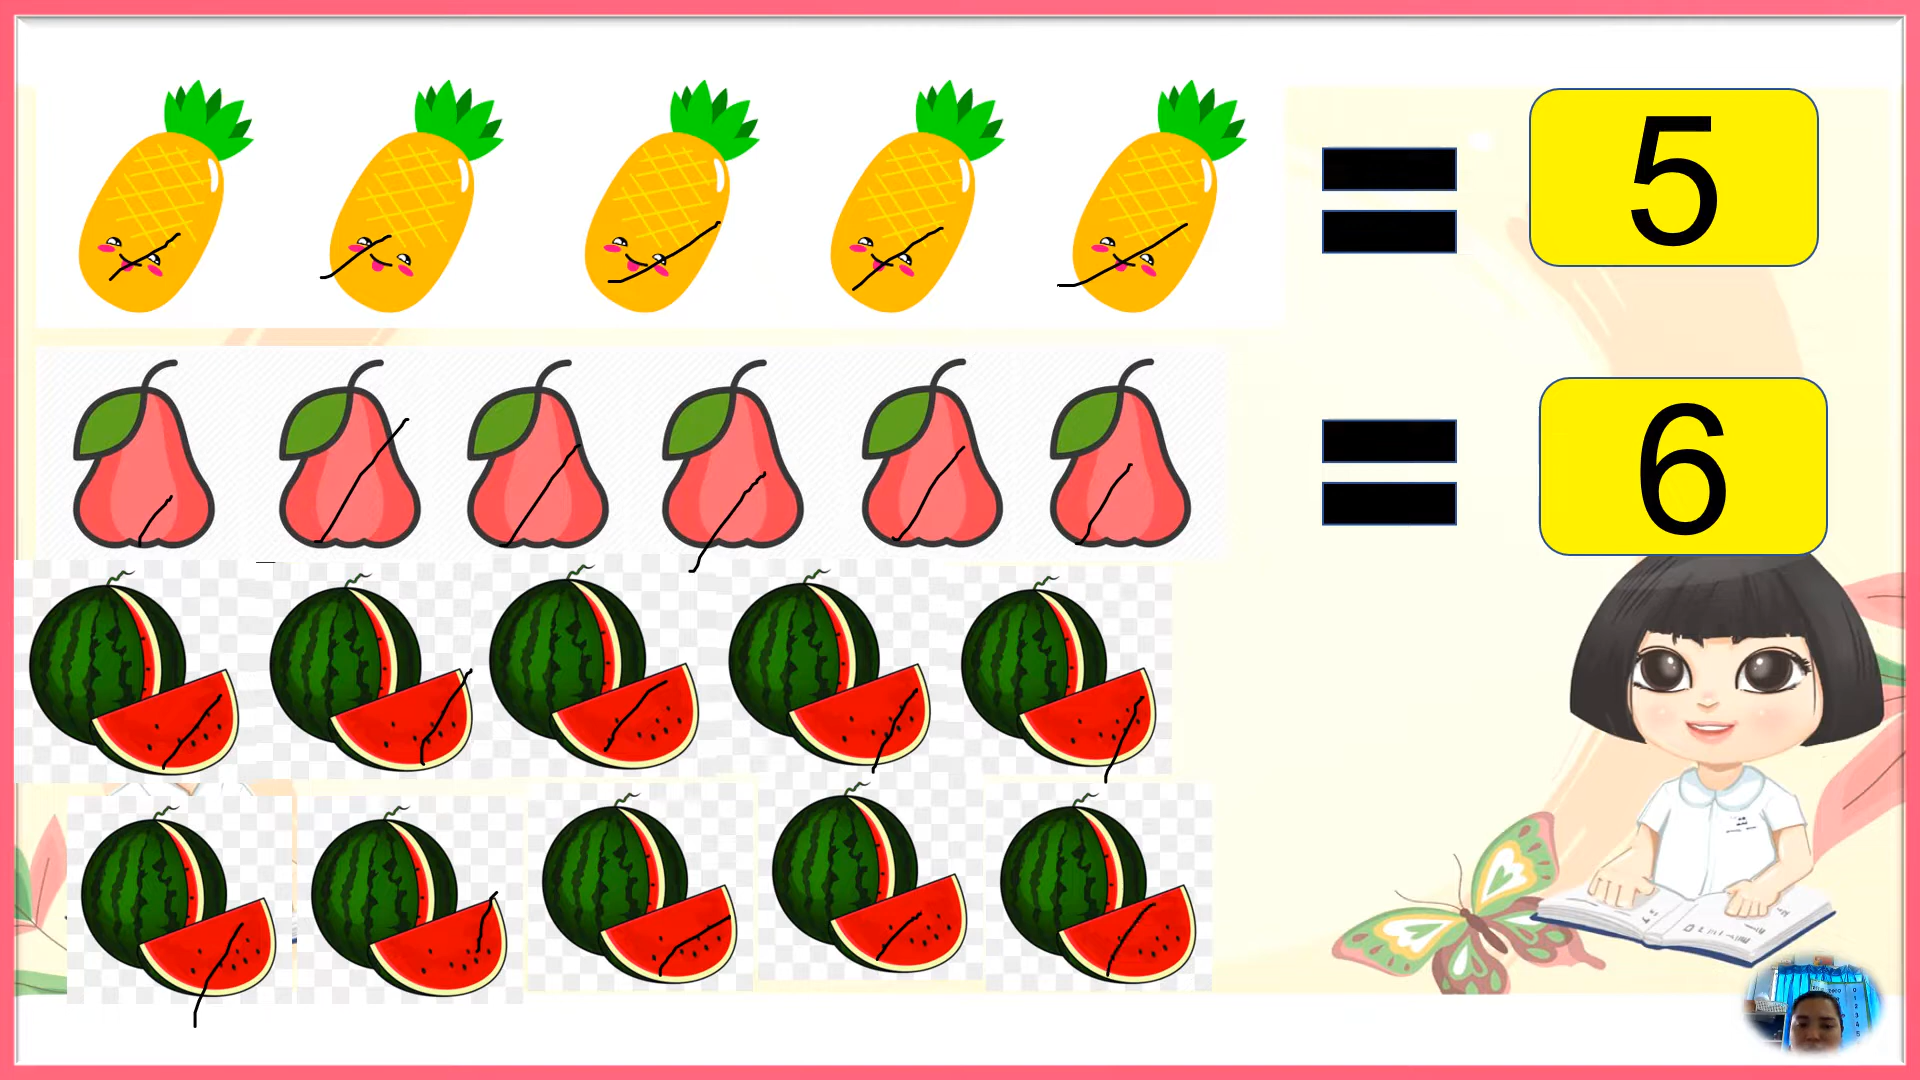 =
5
=
6